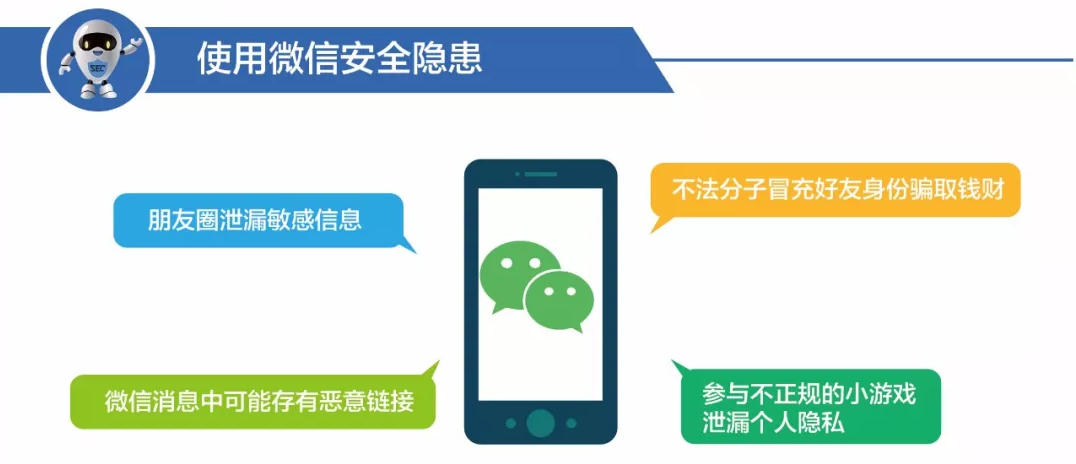 SEC
使用微信安全隐患
不法分子冒充好友身份骗取钱财
朋友圈泄漏敏感信息
微信消息中可能存有恶意链接
参与不正规的小游戏
泄漏个人隐私